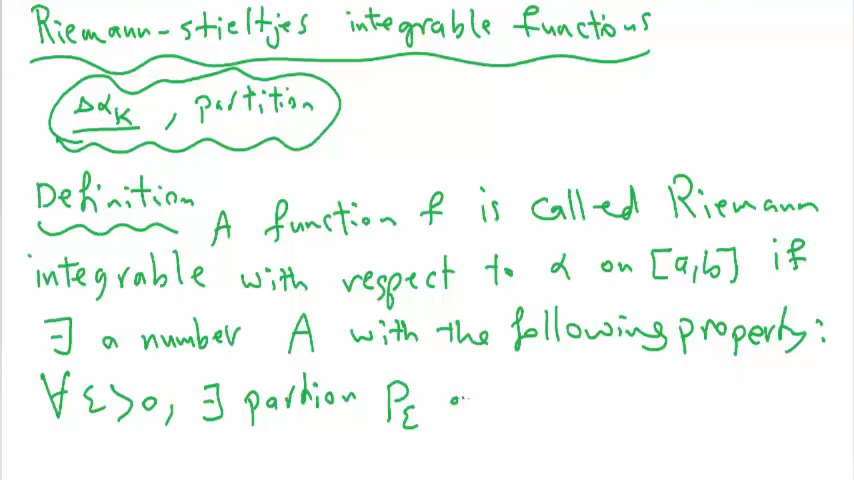 Riemann-stieltjes integrable functions
Δα_K, partition
Definition A function f is called Riemann
integrable with respect to α on [a,b] if
∃ a number A with the following property:
∀ε>0, ∃ partion P_ε